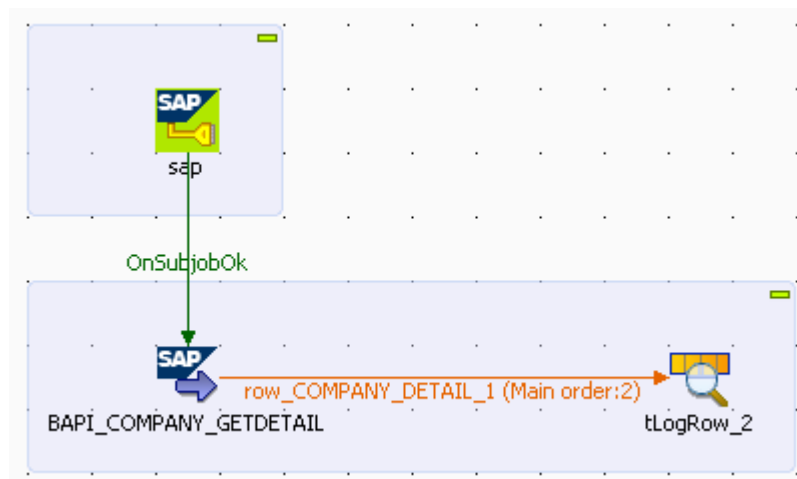 SAP
sap
OnSubjobOk
SAP
row_COMPANY_DETAIL_1 (Main order:2)
BAPI_COMPANY_GETDETAIL
tLogRow_2